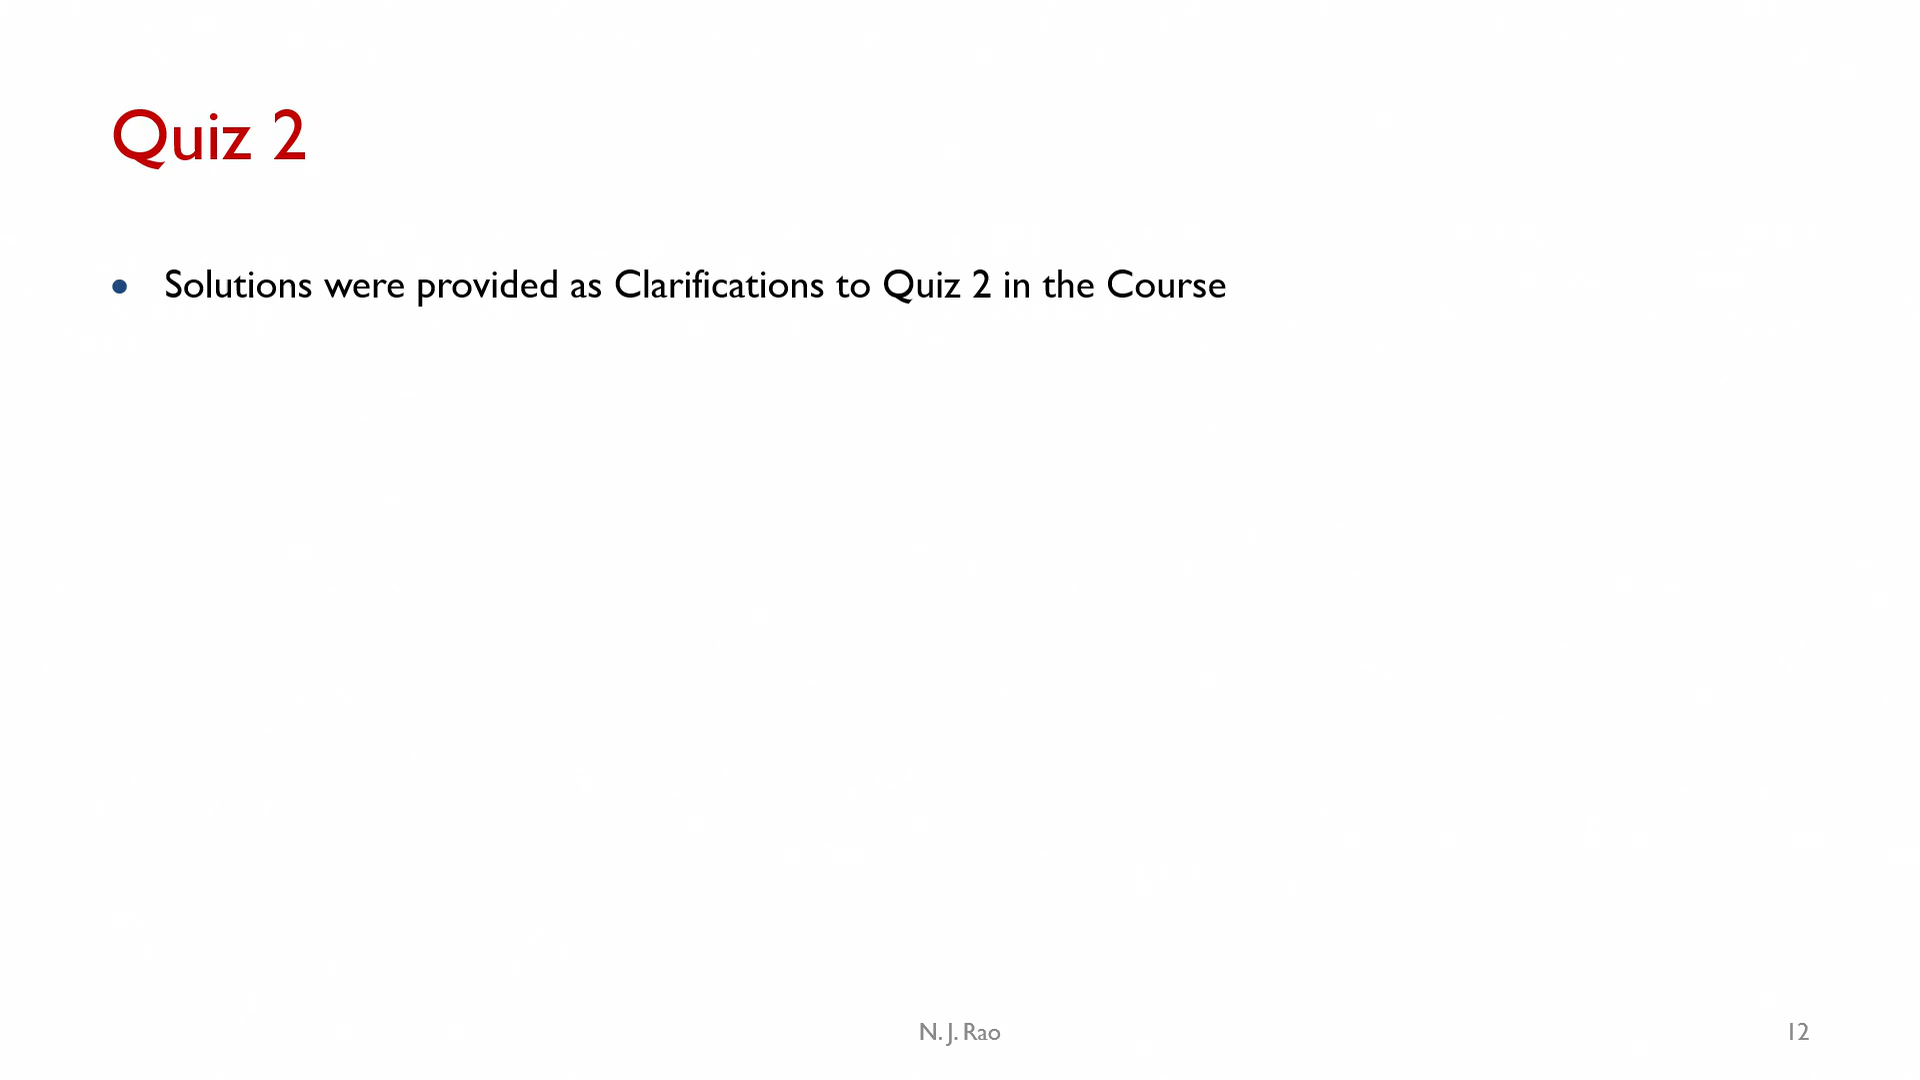 Quiz 2
• Solutions were provided as Clarifications to Quiz 2 in the Course
N. J. Rao
12